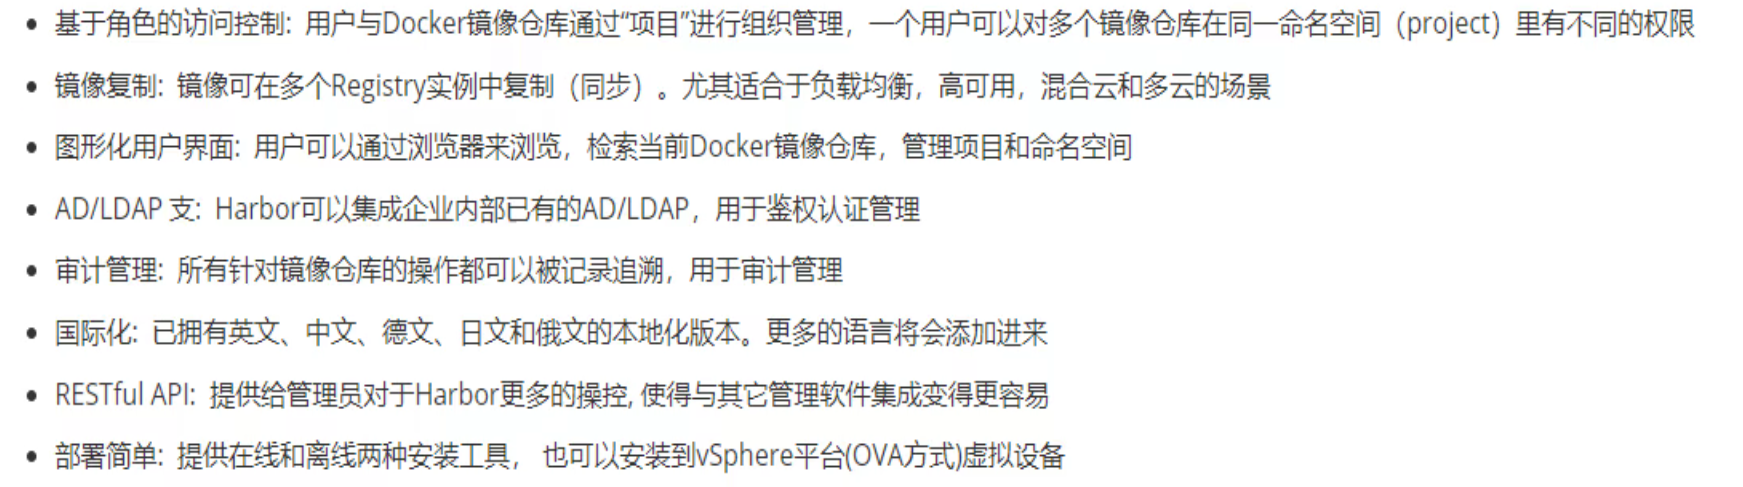 • 基于角色的访问控制: 用户与Docker镜像仓库通过“项目”进行组织管理，一个用户可以对多个镜像仓库在同一命名空间（project）里有不同的权限
• 镜像复制: 镜像可在多个Registry实例中复制（同步）。尤其适合于负载均衡，高可用，混合云和多云的场景
• 图形化用户界面: 用户可以通过浏览器来浏览，检索当前Docker镜像仓库，管理项目和命名空间
• AD/LDAP 支: Harbor可以集成企业内部已有的AD/LDAP，用于鉴权认证管理
• 审计管理: 所有针对镜像仓库的操作都可以被记录追溯，用于审计管理
• 国际化: 已拥有英文、中文、德文、日文和俄文的本地化版本。更多的语言将会添加进来
• RESTful API: 提供给管理员对于Harbor更多的操控, 使得与其它管理软件集成变得更容易
• 部署简单: 提供在线和离线两种安装工具， 也可以安装到vSphere平台(OVA方式)虚拟设备